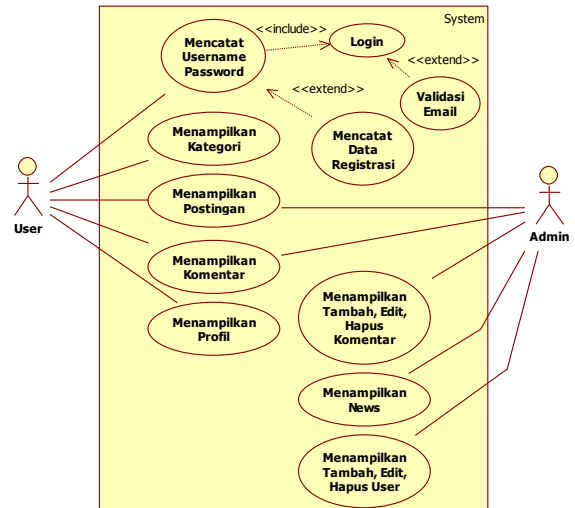 System
<<include>>
Mencatat
Username
Password
Login
<<extend>>
<<extend>>
Validasi
Email
Menampilkan
Kategori
Mencatat
Data
Registrasi
Menampilkan
Postingan
User
Admin
Menampilkan
Komentar
Menampilkan
Tambah, Edit,
Hapus
Komentar
Menampilkan
Profil
Menampilkan
News
Menampilkan
Tambah, Edit,
Hapus User